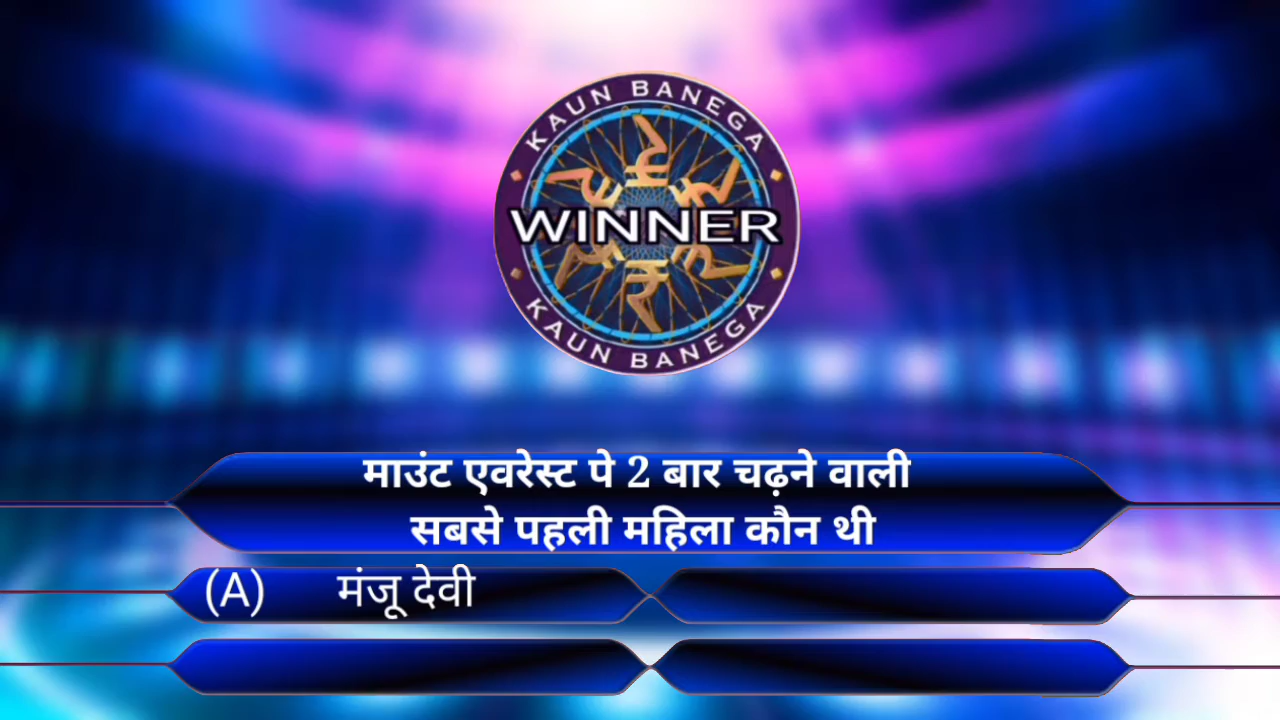 KAUN BANEGA
WINNER
KAUN BANEGA
माउंट एवरेस्ट पे 2 बार चढ़ने वाली
सबसे पहली महिला कौन थी
(A) मंजू देवी